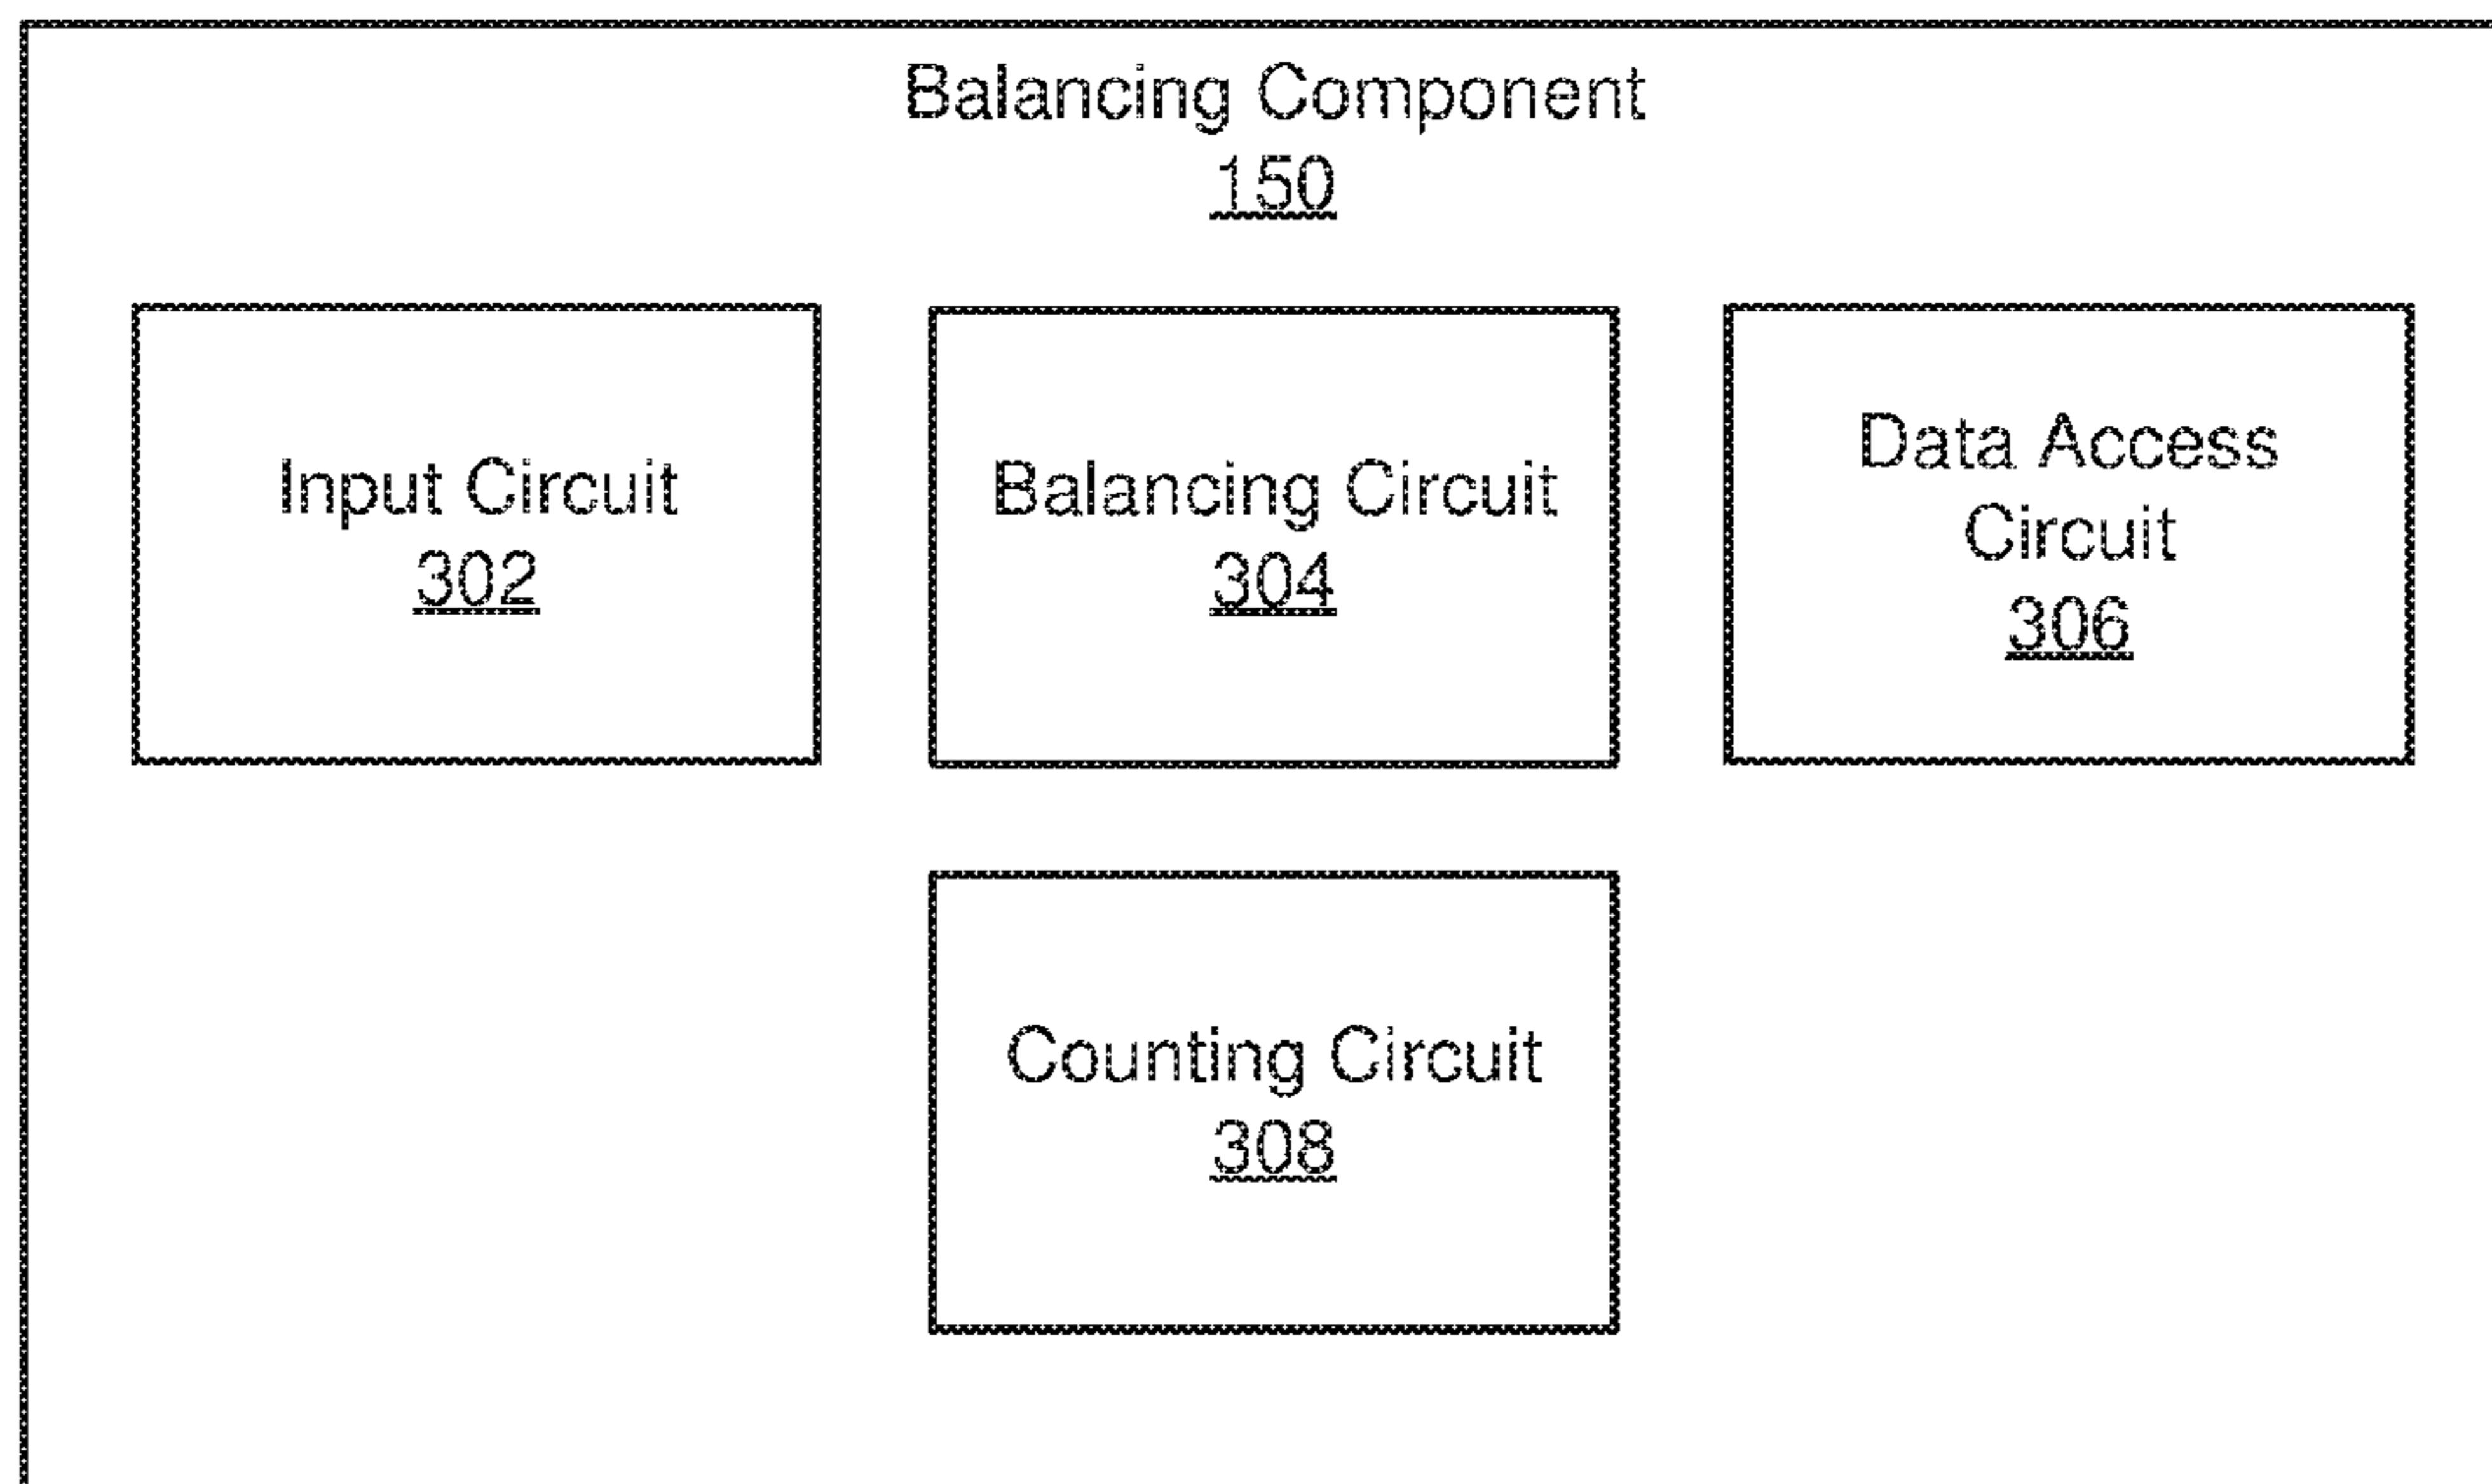 Balancing Component
150
Input Circuit
302
Balancing Circuit
304
Data Access
Circuit
306
Counting Circuit
308